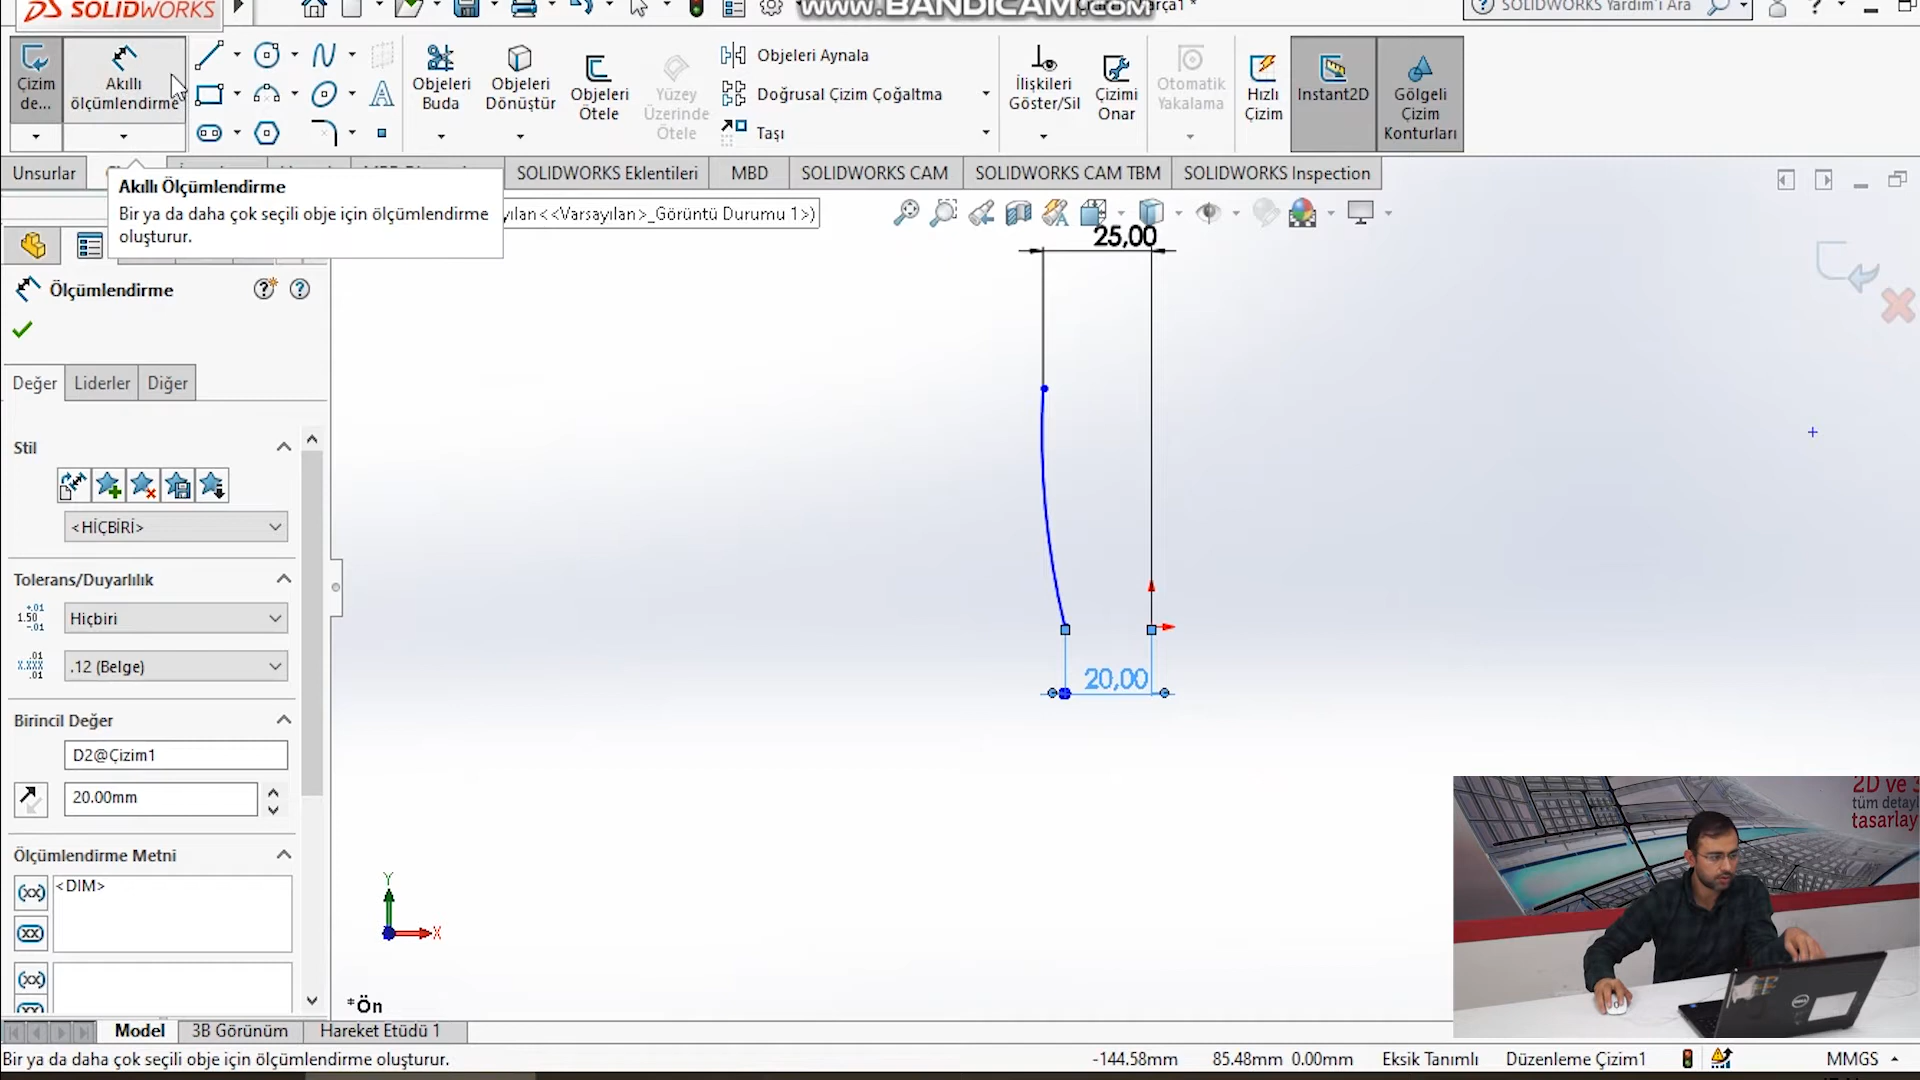 SOLIDWORKS
WWW.BANDICAM.COM
SOLIDWORKS Yardım'ı Ara
Çizim
de...
Akıllı
ölçümlendirme
Objeleri
Buda
Objeleri
Dönüştür
Objeleri
Ötele
Yüzey
Üzerinde
Ötele
Objeleri Aynala
Doğrusal Çizim Çoğaltma
Taşı
İlişkileri
Göster/Sil
Çizimi
Onar
Otomatik
Yakalama
Hızlı
Çizim
Instant2D
Gölgeli
Çizim
Konturları
Unsurlar
SOLIDWORKS Eklentileri
MBD
SOLIDWORKS CAM
SOLIDWORKS CAM TBM
SOLIDWORKS Inspection
Akıllı Ölçümlendirme
Bir ya da daha çok seçili obje için ölçümlendirme
oluşturur.
ılan<<Varsayılan>_Görüntü Durumu 1>)
Ölçümlendirme
Değer
Liderler
Diğer
Stil
<HİÇBİRİ>
Tolerans/Duyarlılık
Hiçbiri
.12 (Belge)
Birincil Değer
D2@Çizim1
20.00mm
Ölçümlendirme Metni
<DIM>
25,00
20,00
Y
X
*Ön
2D ve 3
tüm detayl
tasarlay
DELL
Model
3B Görünüm
Hareket Etüdü 1
Bir ya da daha çok seçili obje için ölçümlendirme oluşturur.
-144.58mm
85.48mm
0.00mm
Eksik Tanımlı
Düzenleme Çizim1
MMGS